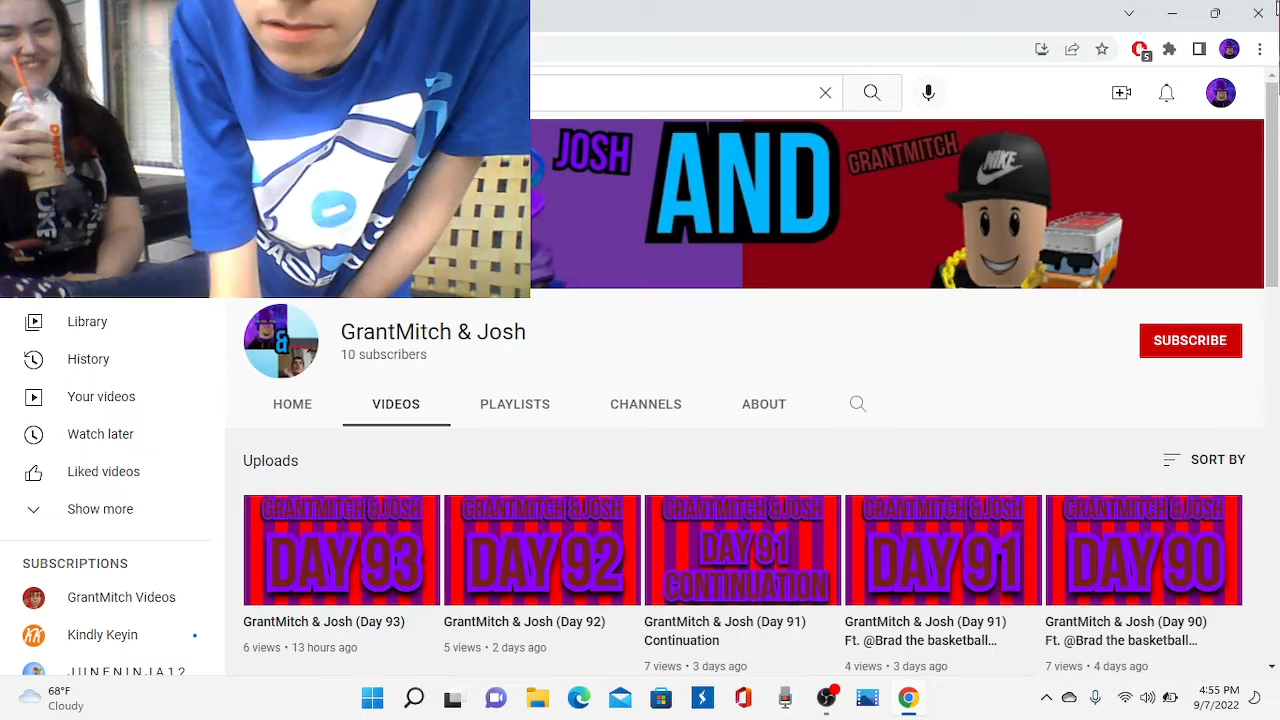 JOSH
AND
GRANTMITCH
NIKE
GrantMitch & Josh
10 subscribers
SUBSCRIBE
HOME
VIDEOS
PLAYLISTS
CHANNELS
ABOUT
Library
History
Your videos
Watch later
Liked videos
Show more
SUBSCRIPTIONS
GrantMitch Videos
Kindly Keyin
Uploads
SORT BY
GRANTMITCH & JOSH
DAY 93
GrantMitch & Josh (Day 93)
6 views • 13 hours ago
GRANTMITCH & JOSH
DAY 92
GrantMitch & Josh (Day 92)
5 views • 2 days ago
GRANTMITCH & JOSH
DAY 91
CONTINUATION
GrantMitch & Josh (Day 91)
Continuation
7 views • 3 days ago
GRANTMITCH & JOSH
DAY 91
GrantMitch & Josh (Day 91)
Ft. @Brad the basketball...
4 views • 3 days ago
GRANTMITCH & JOSH
DAY 90
GrantMitch & Josh (Day 90)
Ft. @Brad the basketball...
7 views • 4 days ago
68°F
Cloudy
4:55 PM
9/7/2022